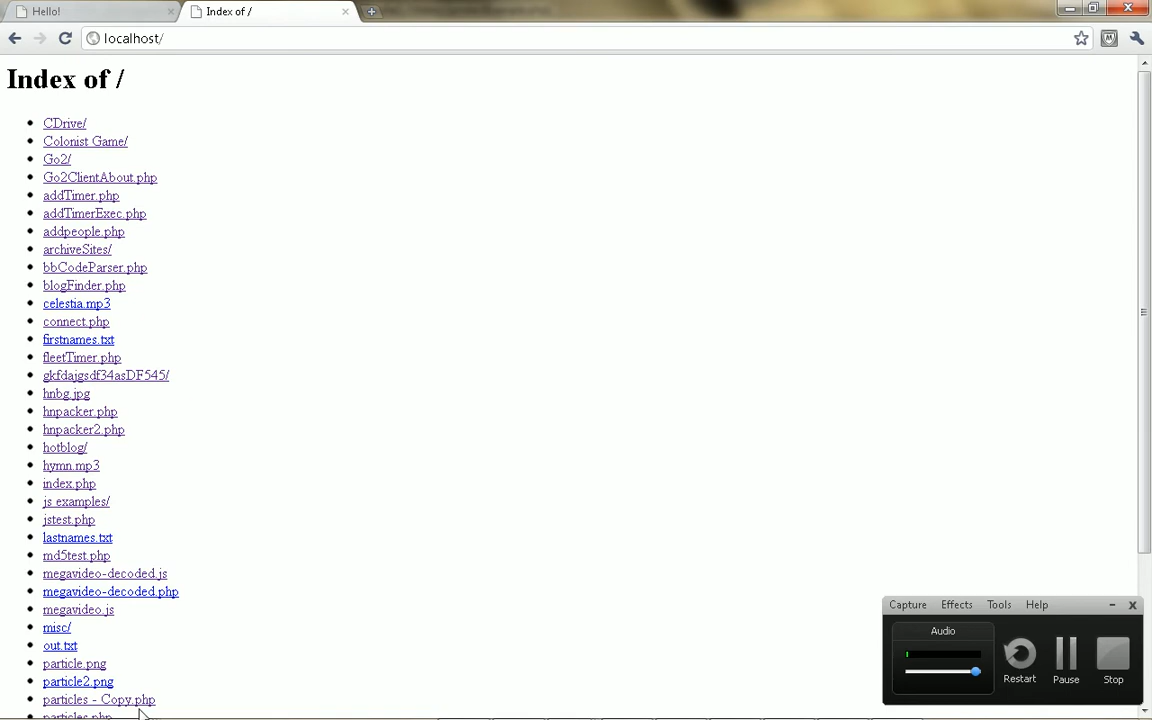 Hello!
Index of /
localhost/
Index of /
CDrive/
Colonist Game/
Go2/
Go2ClientAbout.php
addTimer.php
addTimerExec.php
addpeople.php
archiveSites/
bbCodeParser.php
blogFinder.php
celestia.mp3
connect.php
firstnames.txt
fleetTimer.php
gkfdajgsdf34asDF545/
hnbg.jpg
hnpacker.php
hnpacker2.php
hotblog/
hymn.mp3
index.php
js examples/
jstest.php
lastnames.txt
md5test.php
megavideo-decoded.js
megavideo-decoded.php
megavideo.js
misc/
out.txt
particle.png
particle2.png
particles - Copy.php
particles.php
Capture Effects Tools Help
Audio
Restart Pause Stop